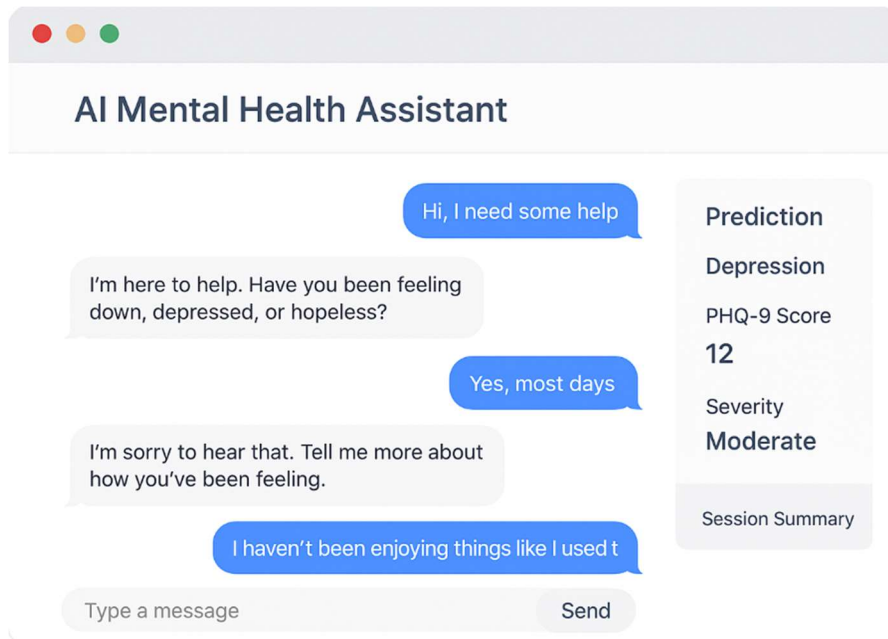 AI Mental Health Assistant
Hi, I need some help
I'm here to help. Have you been feeling
down, depressed, or hopeless?
Yes, most days
I'm sorry to hear that. Tell me more about
how you've been feeling.
I haven't been enjoying things like I used t
Type a message
Send
Prediction
Depression
PHQ-9 Score
12
Severity
Moderate
Session Summary